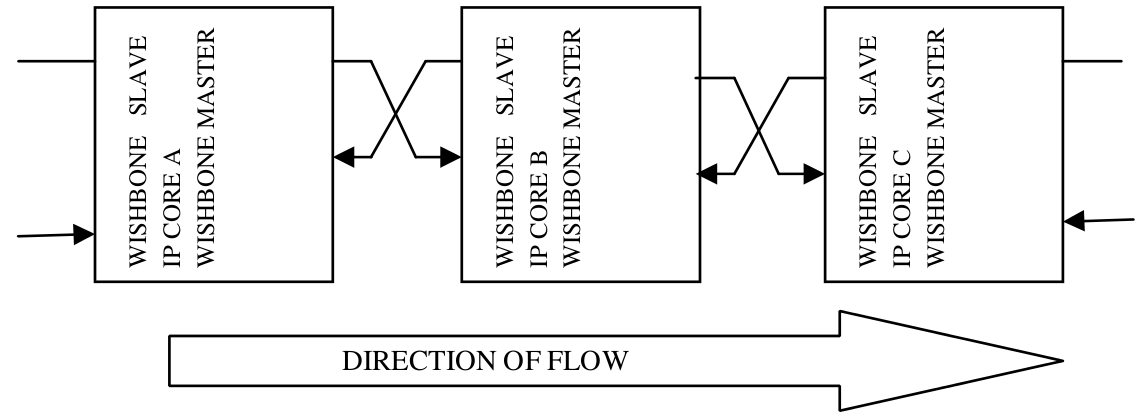 WISHBONE SLAVE
IP CORE A
WISHBONE MASTER
WISHBONE SLAVE
IP CORE B
WISHBONE MASTER
WISHBONE SLAVE
IP CORE C
WISHBONE MASTER
DIRECTION OF FLOW